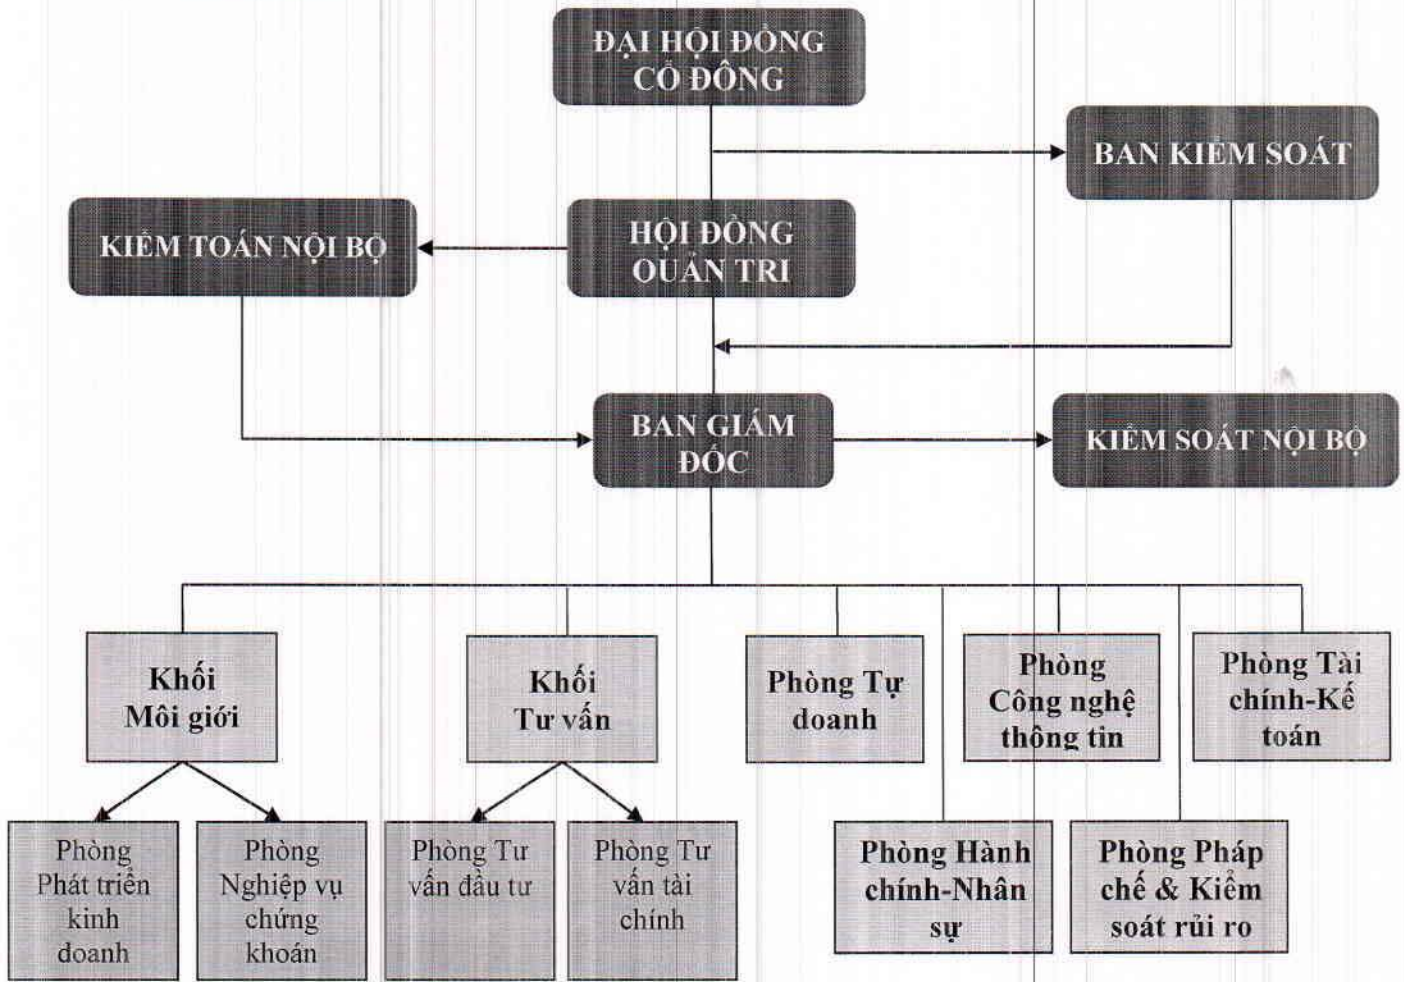 ĐẠI HỘI ĐỒNG
CỔ ĐÔNG
BAN KIỂM SOÁT
KIỂM TOÁN NỘI BỘ
HỘI ĐỒNG
QUẢN TRỊ
BAN GIÁM
ĐỐC
KIỂM SOÁT NỘI BỘ
Khối
Môi giới
Khối
Tư vấn
Phòng Tự
doanh
Phòng
Công nghệ
thông tin
Phòng Tài
chính-Kế
toán
Phòng
Phát triển
kinh
doanh
Phòng
Nghiệp vụ
chứng
khoán
Phòng Tư
vấn đầu tư
Phòng Tư
vấn tài
chính
Phòng Hành
chính-Nhân
sự
Phòng Pháp
chế & Kiểm
soát rủi ro